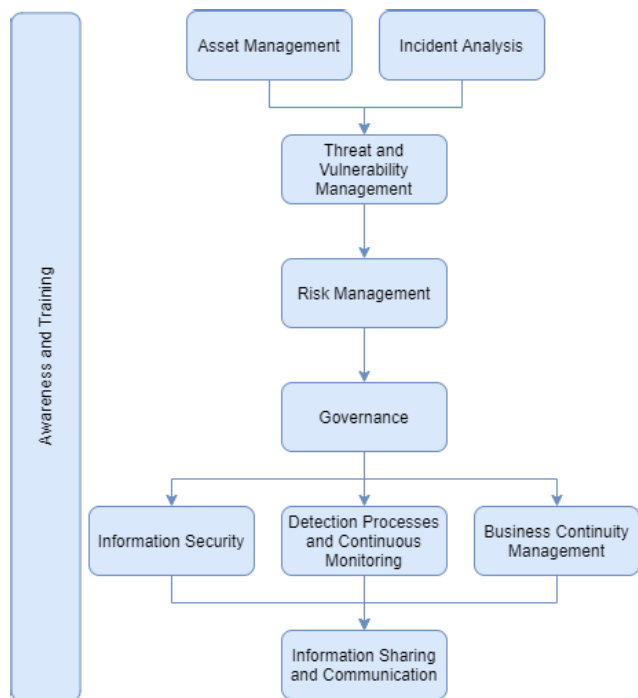 Asset Management
Incident Analysis
Threat and
Vulnerability
Management
Risk Management
Awareness and Training
Governance
Information Security
Detection Processes
and Continuous
Monitoring
Business Continuity
Management
Information Sharing
and Communication